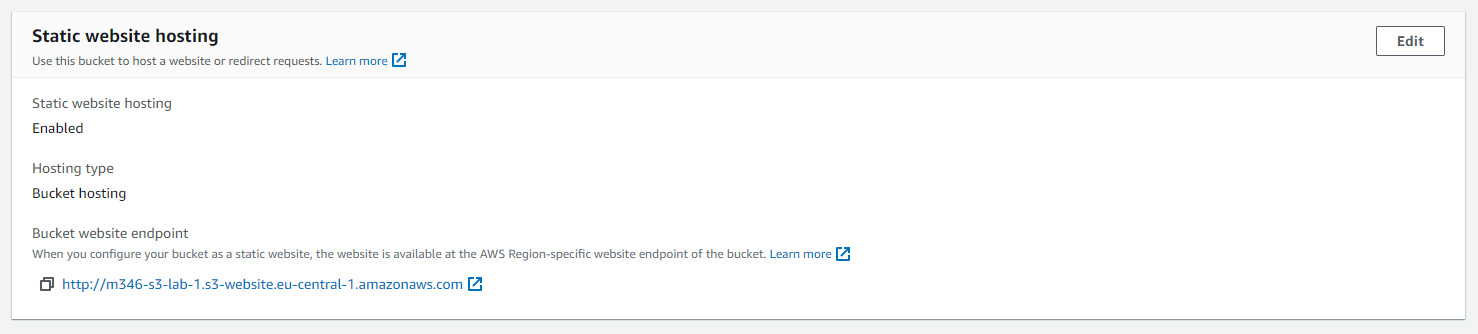 Static website hosting
Edit
Use this bucket to host a website or redirect requests. Learn more
Static website hosting
Enabled
Hosting type
Bucket hosting
Bucket website endpoint
When you configure your bucket as a static website, the website is available at the AWS Region-specific website endpoint of the bucket. Learn more
http://m346-s3-lab-1.s3-website.eu-central-1.amazonaws.com